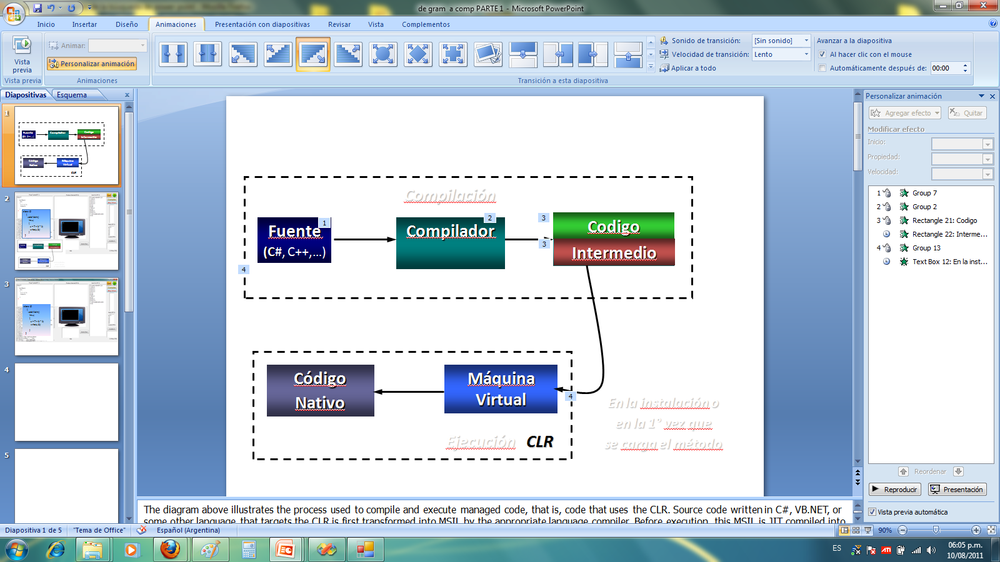 de gram a comp PARTE1 - Microsoft PowerPoint
Inicio Insertar Diseño Animaciones Presentación con diapositivas Revisar Vista Complementos
Vista previa
Animar:
Personalizar animación
Vista previa
Animaciones
Sonido de transición: [Sin sonido]
Velocidad de transición: Lento
Aplicar a todo
Avanzar a la diapositiva
Al hacer clic con el mouse
Automáticamente después de: 00:00
Transición a esta diapositiva
Diapositivas Esquema
1
Fuente
(C#, C++,...)
Compilador
Codigo
Intermedio
Código
Nativo
Máquina
Virtual
CLR
2
3
4
5
Compilación
1
Fuente
(C#, C++,...)
2
Compilador
3
Codigo
3
Intermedio
4
Código
Nativo
Máquina
Virtual
4
Ejecución CLR
En la instalación o
en la 1° vez que
se carga el método
The diagram above illustrates the process used to compile and execute managed code, that is, code that uses the CLR. Source code written in C#, VB.NET, or
some other language that targets the CLR is first transformed into MSIL by the appropriate language compiler. Before execution, this MSIL is JIT compiled into
Personalizar animación
Agregar efecto Quitar
Modificar efecto
Inicio:
Propiedad:
Velocidad:
1 Group 7
2 Group 2
3 Rectangle 21: Codigo
Rectangle 22: Interme...
4 Group 13
Text Box 12: En la inst...
Reordenar
Reproducir Presentación
Vista previa automática
Diapositiva 1 de 5 "Tema de Office" Español (Argentina) 90%
ES ATI 06:05 p.m.
10/08/2011